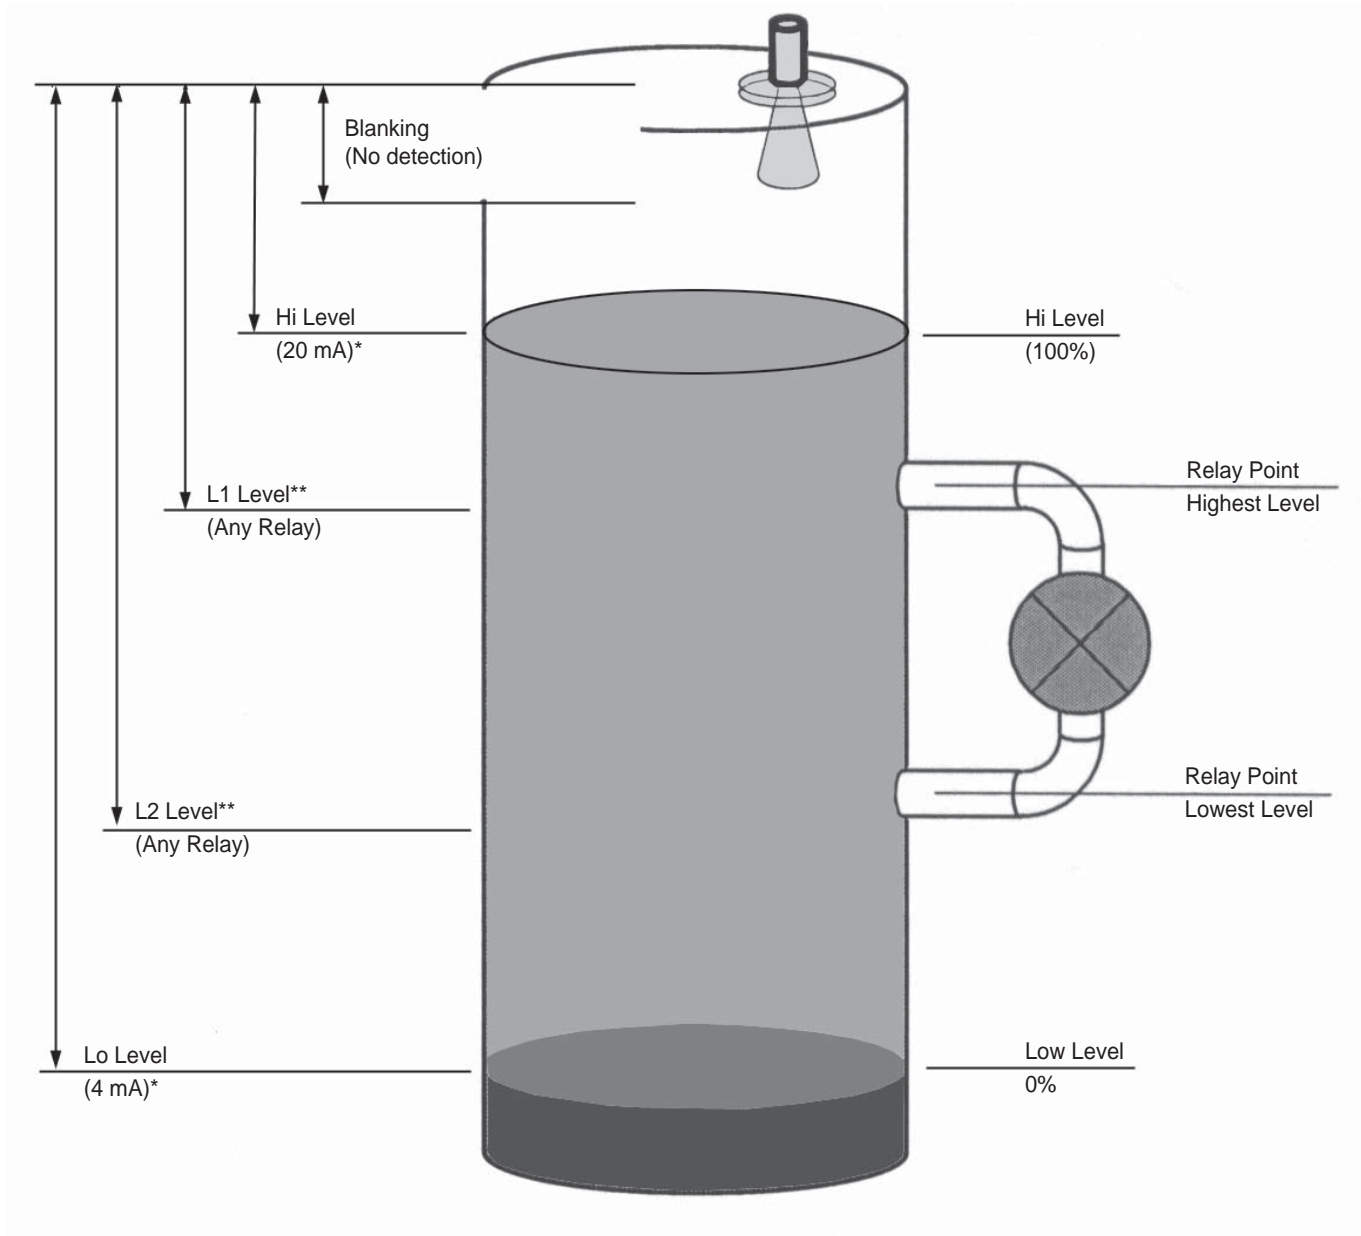 Blanking
(No detection)
Hi Level
(20 mA)*
Hi Level
(100%)
L1 Level**
(Any Relay)
Relay Point
Highest Level
L2 Level**
(Any Relay)
Relay Point
Lowest Level
Lo Level
(4 mA)*
Low Level
0%